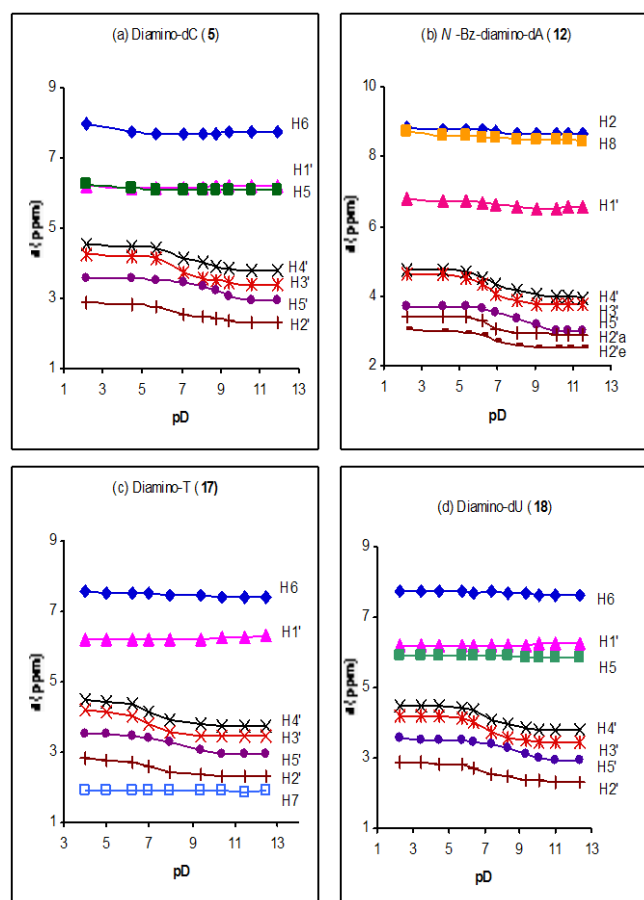 (a) Diamino-dC (5)
9
7
5
3
1
1 3 5 7 9 11 13
δ (ppm)
pD
H6
H1'
H5
H4'
H3'
H5'
H2'
(b) N -Bz-diamino-dA (12)
10
8
6
4
2
1 3 5 7 9 11 13
δ (ppm)
pD
H2
H8
H1'
H4'
H3'
H5'
H2'a
H2'e
(c) Diamino-T (17)
9
7
5
3
1
3 5 7 9 11 13
δ (ppm)
pD
H6
H1'
H4'
H3'
H5'
H2'
H7
(d) Diamino-dU (18)
9
7
5
3
1
1 3 5 7 9 11 13
δ (ppm)
pD
H6
H1'
H5
H4'
H3'
H5'
H2'